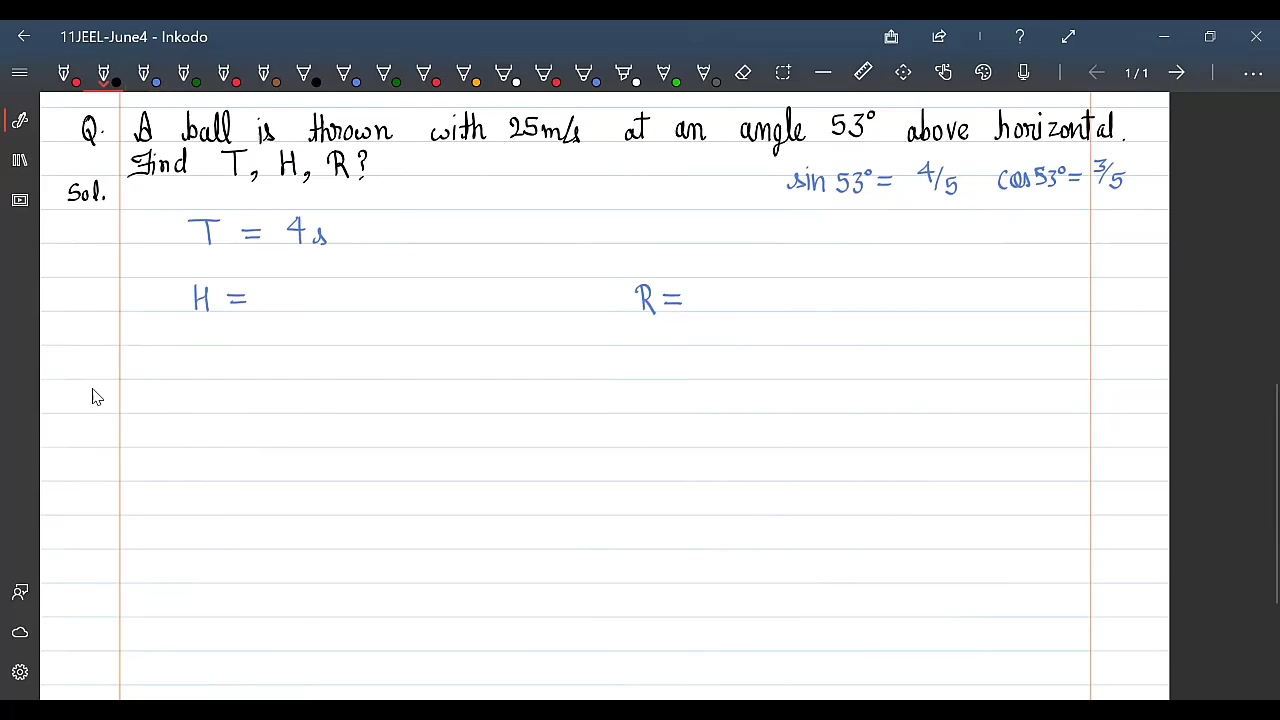 11JEEL-June4 - Inkodo
1/1
Q. A ball is thrown with 25m/s at an angle 53° above horizontal.
Find T, H, R?
sin 53° = 4/5 cos 53° = 3/5
Sol.
T = 4s
H = R =